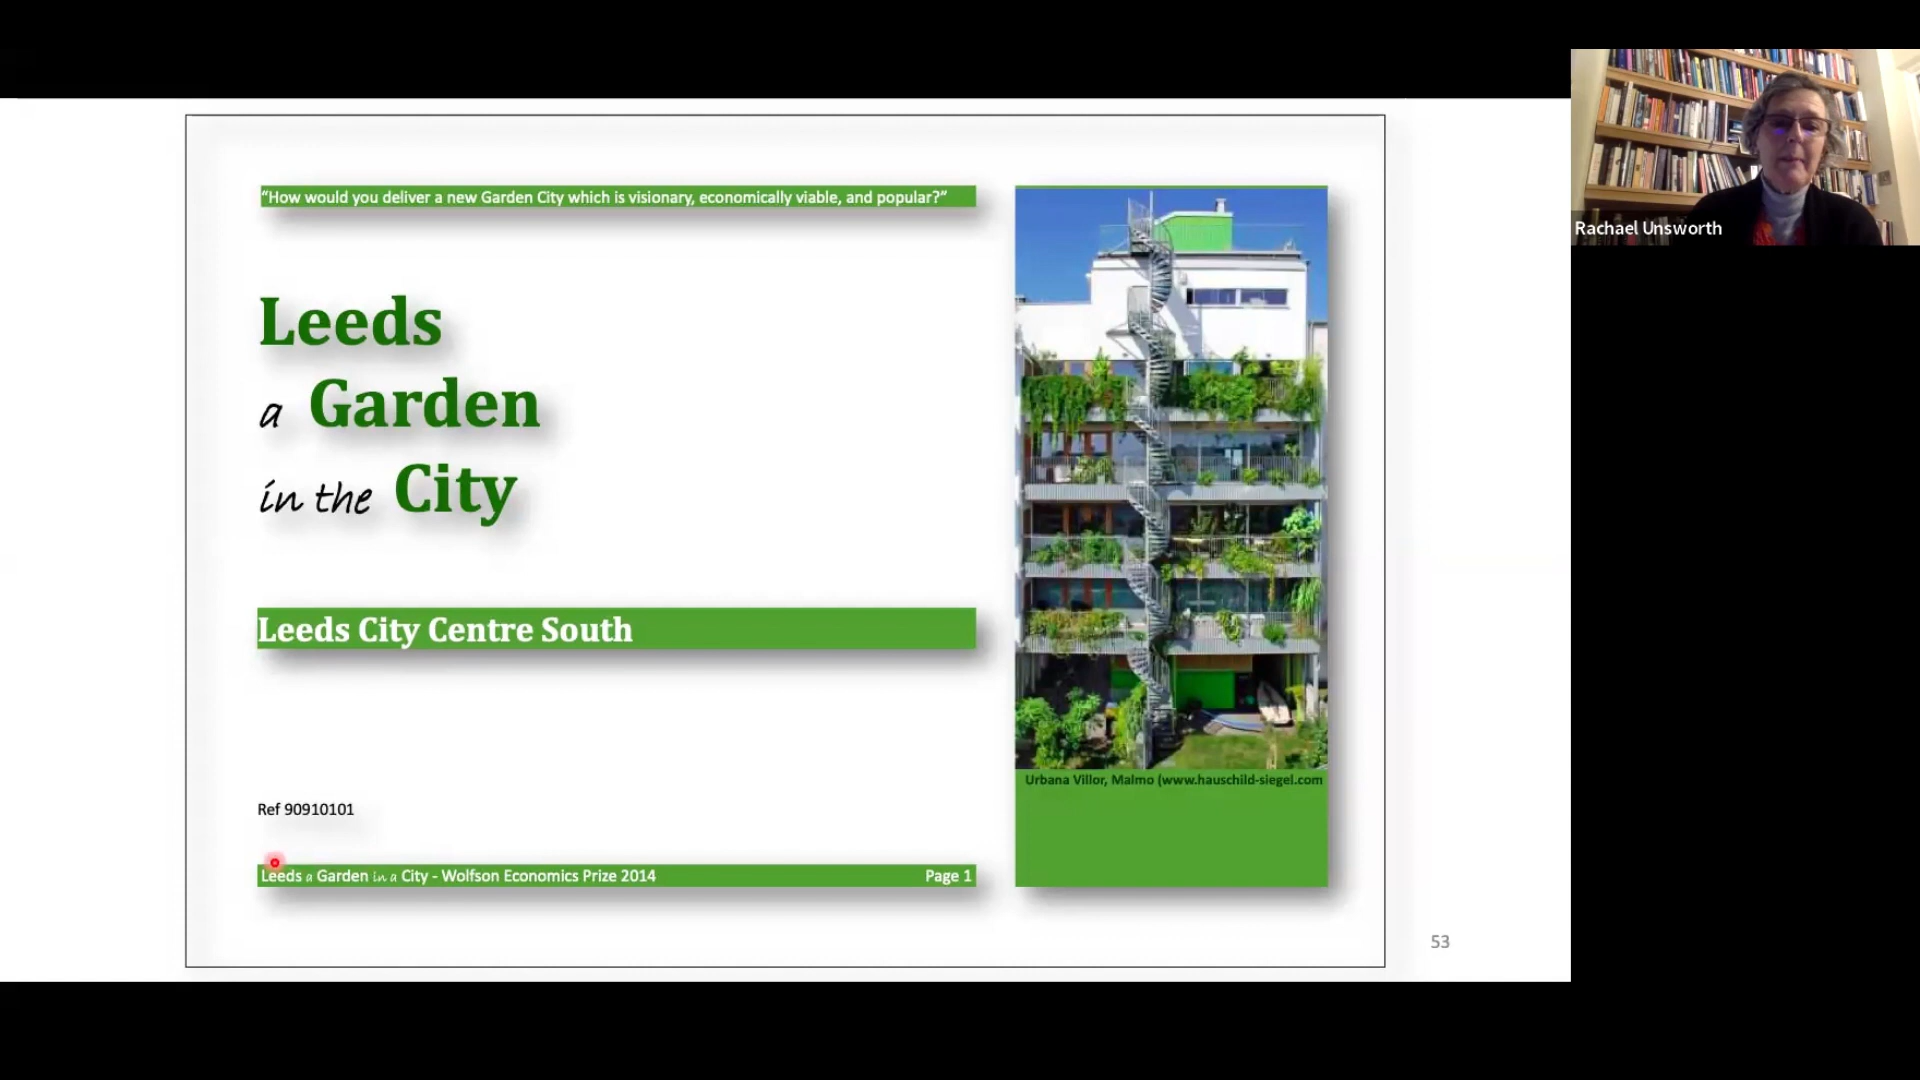 “How would you deliver a new Garden City which is visionary, economically viable, and popular?”
Leeds
a Garden
in the City
Leeds City Centre South
Ref 90910101
Leeds a Garden in a City - Wolfson Economics Prize 2014 Page 1
Urbana Villor, Malmo (www.hauschild-siegel.com
53
Rachael Unsworth